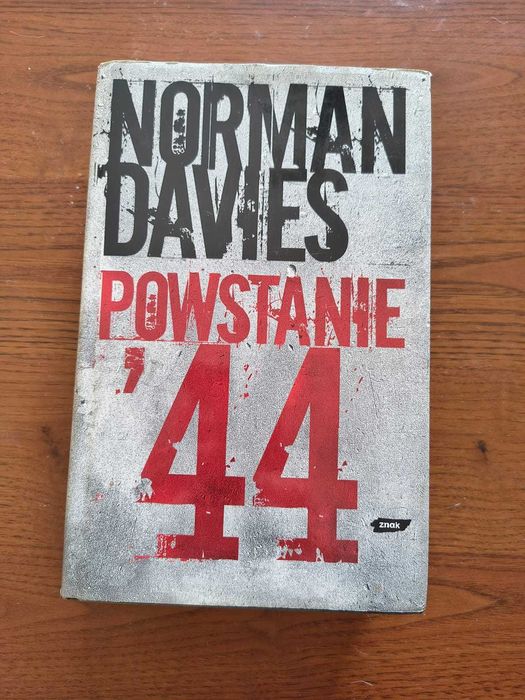 NORMAN
DAVIES
POWSTANIE
'44
znak